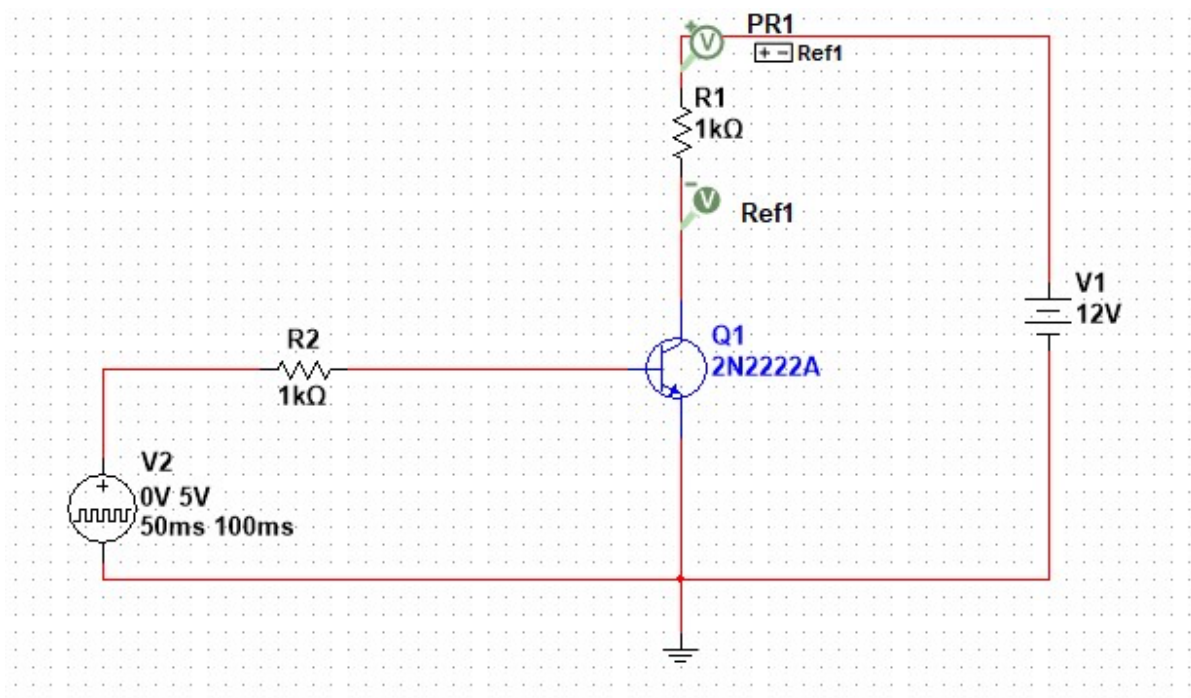 PR1
+ - Ref1
R1
1kΩ
V
Ref1
V1
12V
R2
1kΩ
Q1
2N2222A
V2
0V 5V
50ms 100ms
V